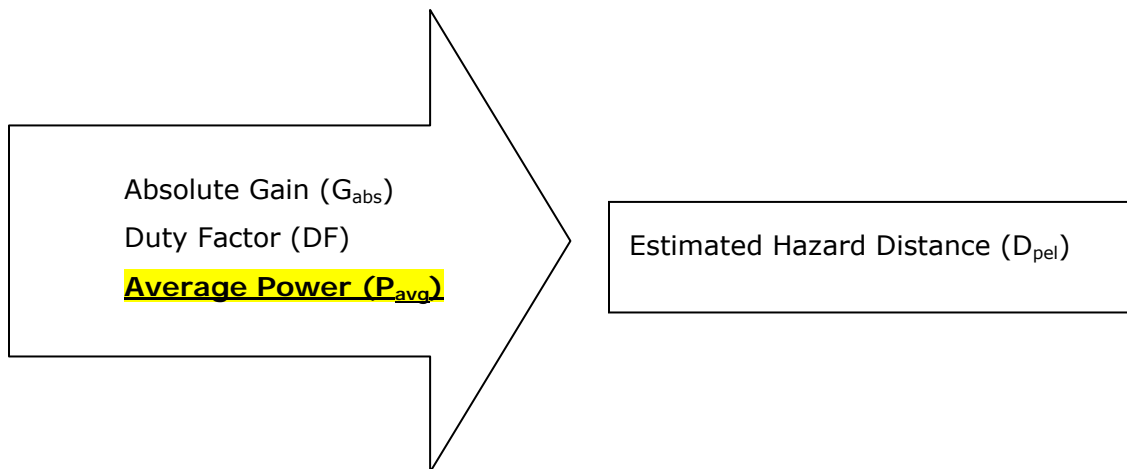 Absolute Gain (Gabs)
Duty Factor (DF)
Average Power (Pavg)
Estimated Hazard Distance (Dpel)